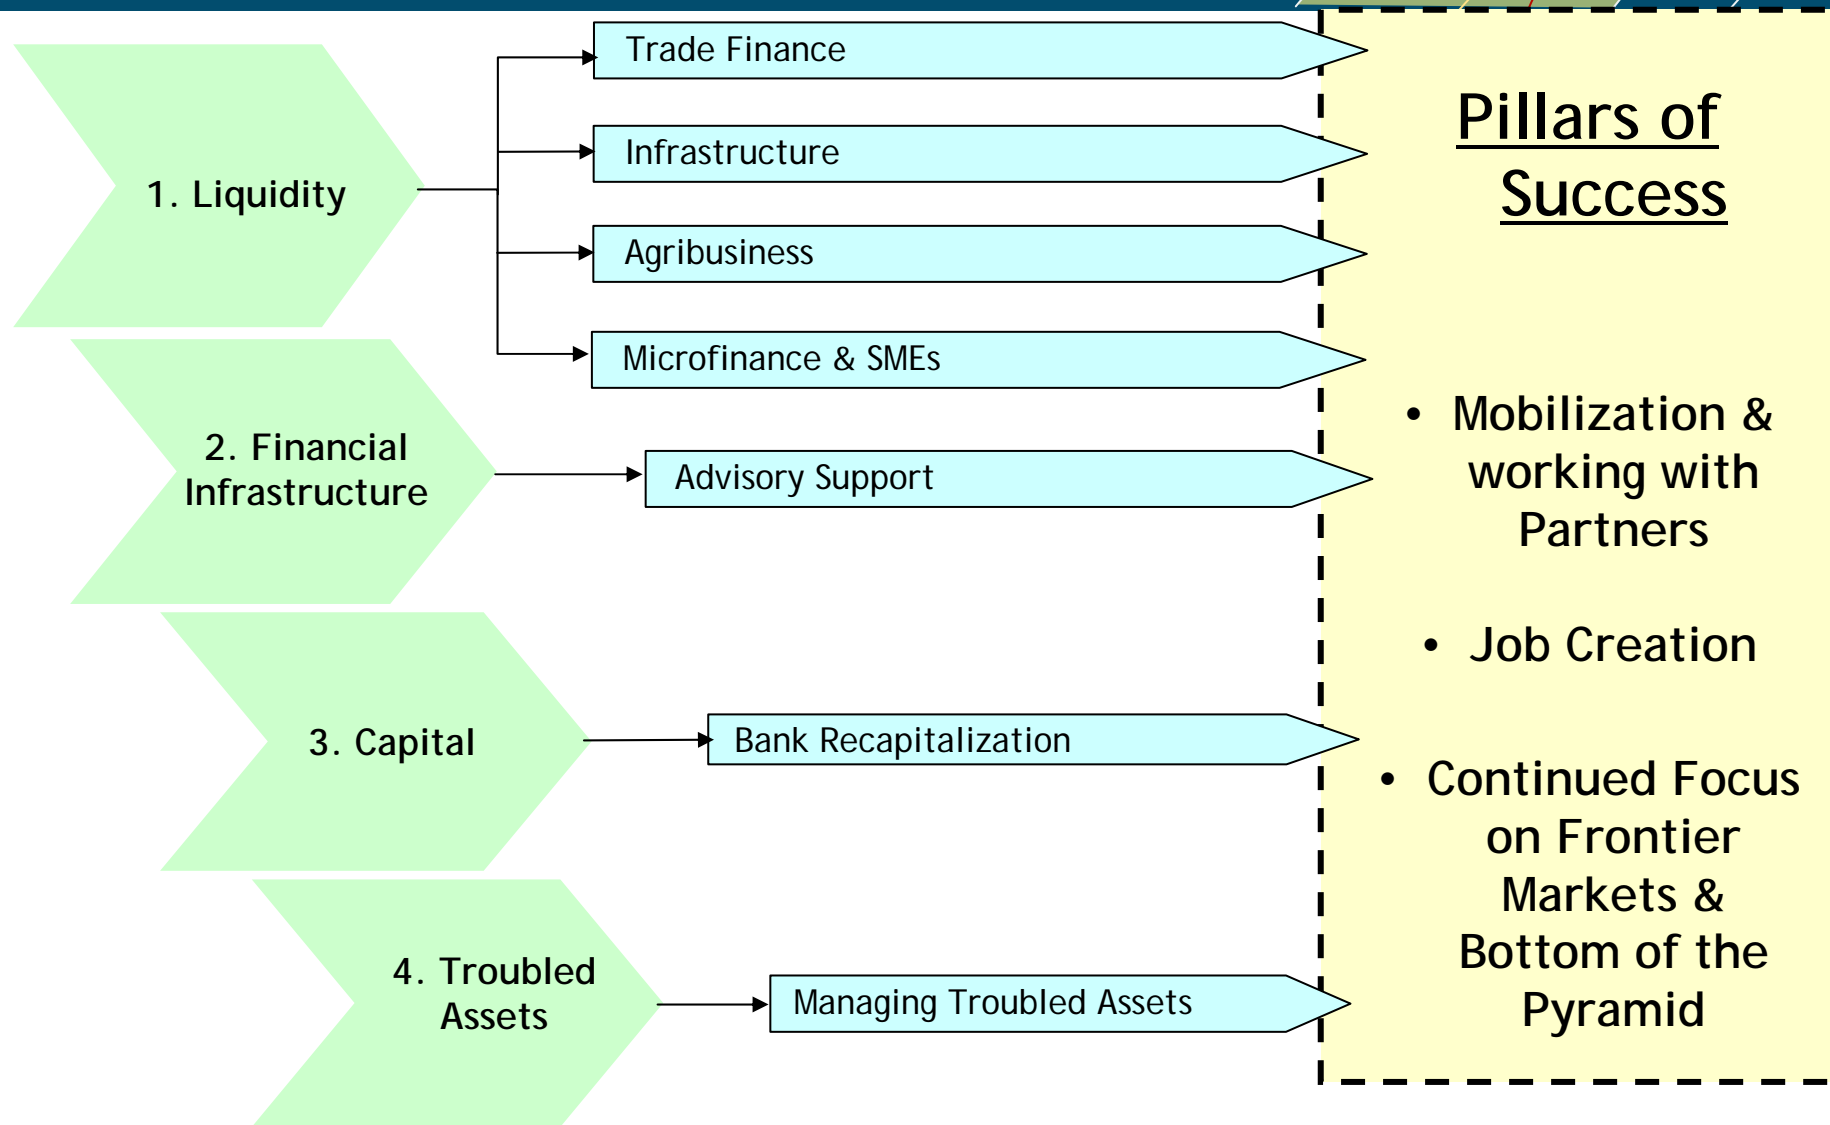 Trade Finance
Infrastructure
Agribusiness
Microfinance & SMEs
1. Liquidity
2. Financial
Infrastructure
Advisory Support
3. Capital
Bank Recapitalization
4. Troubled
Assets
Managing Troubled Assets
Pillars of
Success
• Mobilization &
working with
Partners
• Job Creation
• Continued Focus
on Frontier
Markets &
Bottom of the
Pyramid